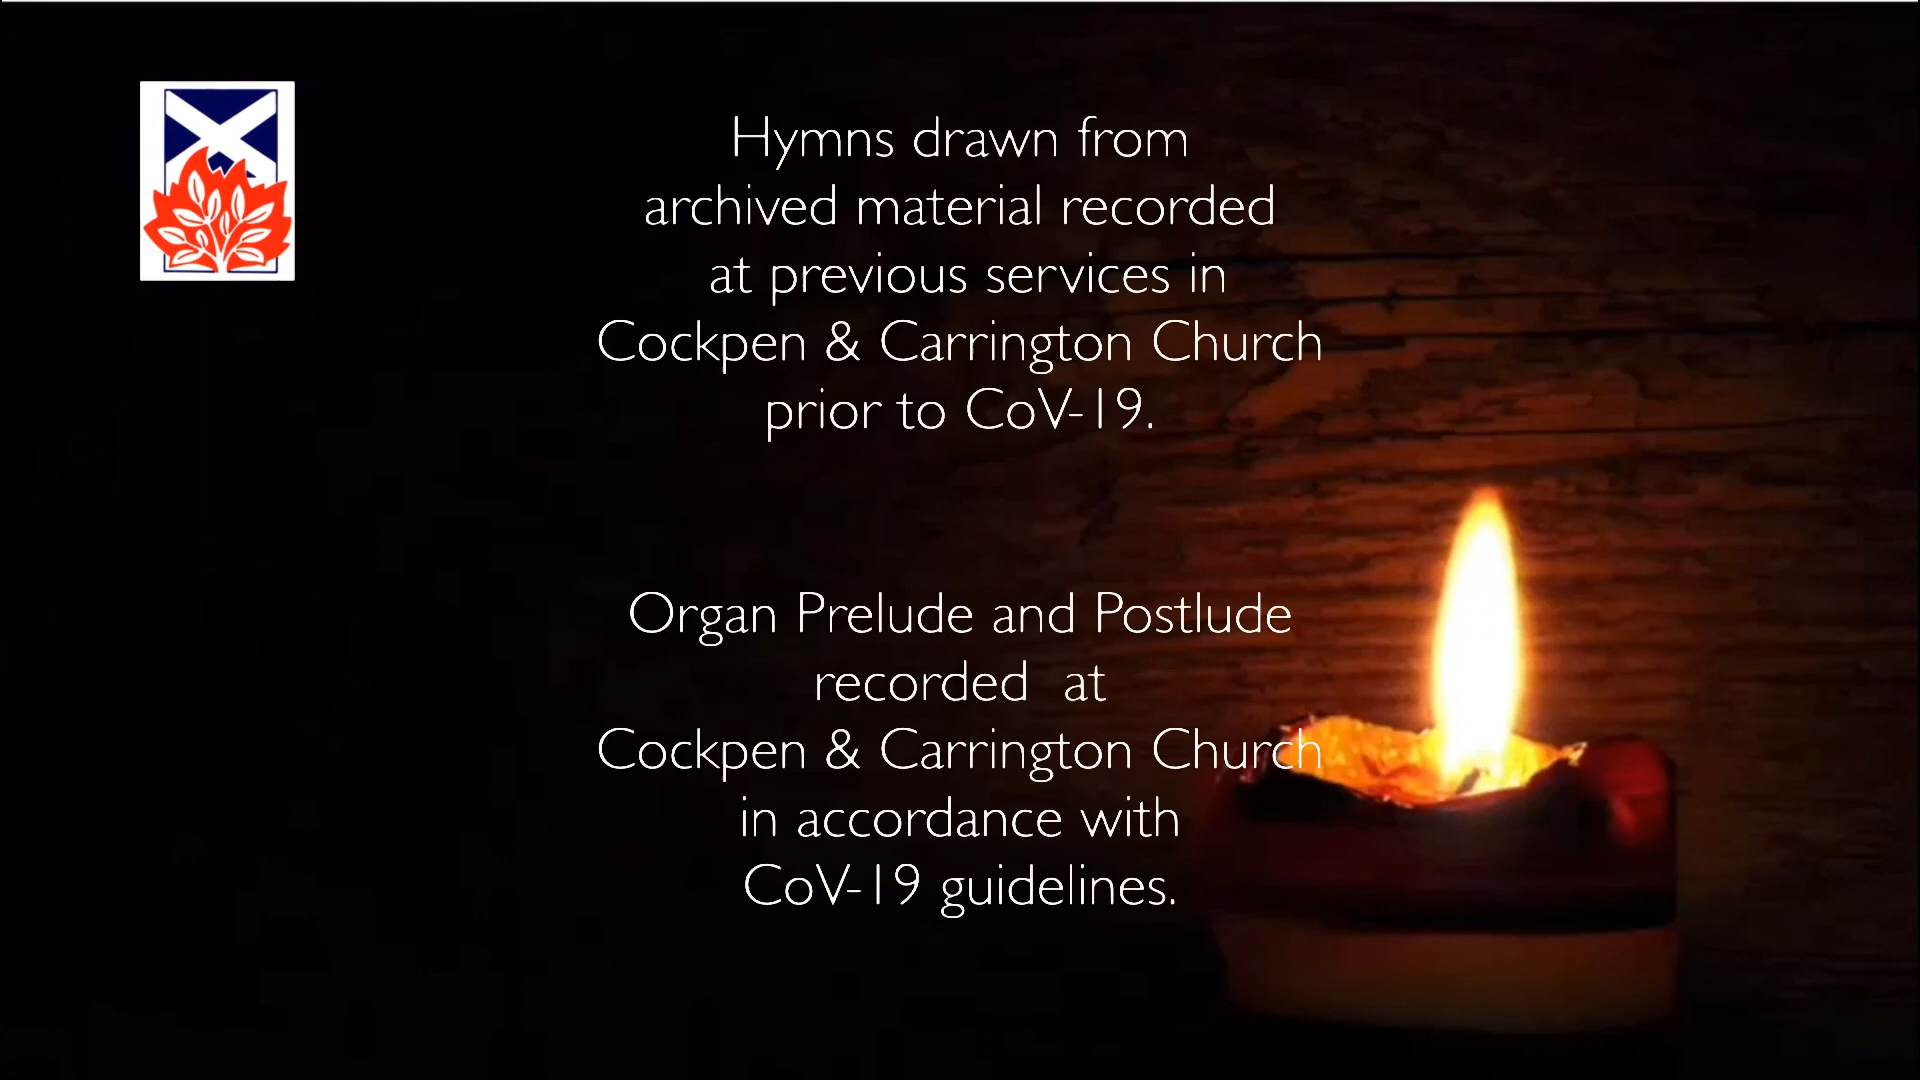 Hymns drawn from
archived material recorded
at previous services in
Cockpen & Carrington Church
prior to CoV-19.
Organ Prelude and Postlude
recorded at
Cockpen & Carrington Church
in accordance with
CoV-19 guidelines.